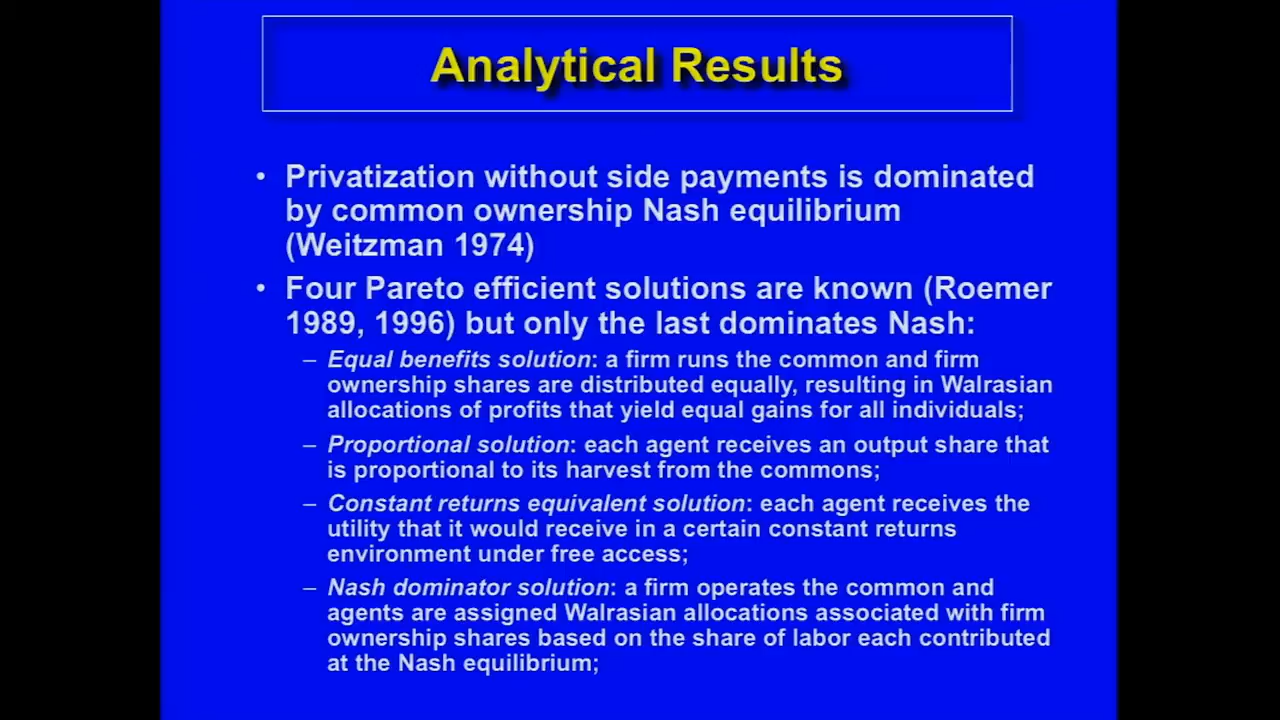 Analytical Results
• Privatization without side payments is dominated
by common ownership Nash equilibrium
(Weitzman 1974)
• Four Pareto efficient solutions are known (Roemer
1989, 1996) but only the last dominates Nash:
– Equal benefits solution: a firm runs the common and firm
ownership shares are distributed equally, resulting in Walrasian
allocations of profits that yield equal gains for all individuals;
– Proportional solution: each agent receives an output share that
is proportional to its harvest from the commons;
– Constant returns equivalent solution: each agent receives the
utility that it would receive in a certain constant returns
environment under free access;
– Nash dominator solution: a firm operates the common and
agents are assigned Walrasian allocations associated with firm
ownership shares based on the share of labor each contributed
at the Nash equilibrium;